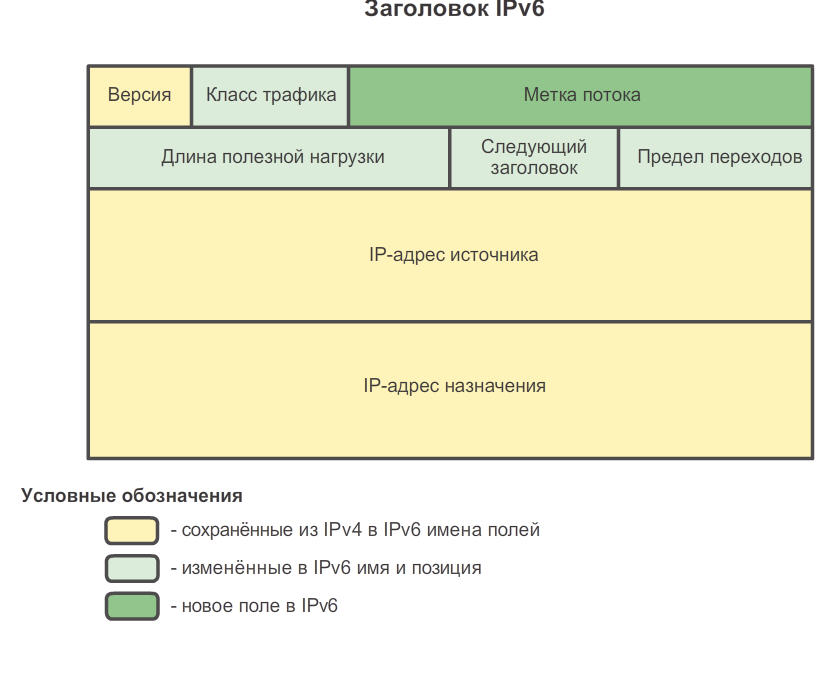 Заголовок IPv6
Версия
Класс трафика
Метка потока
Длина полезной нагрузки
Следующий
заголовок
Предел переходов
IP-адрес источника
IP-адрес назначения
Условные обозначения
- сохранённые из IPv4 в IPv6 имена полей
- изменённые в IPv6 имя и позиция
- новое поле в IPv6